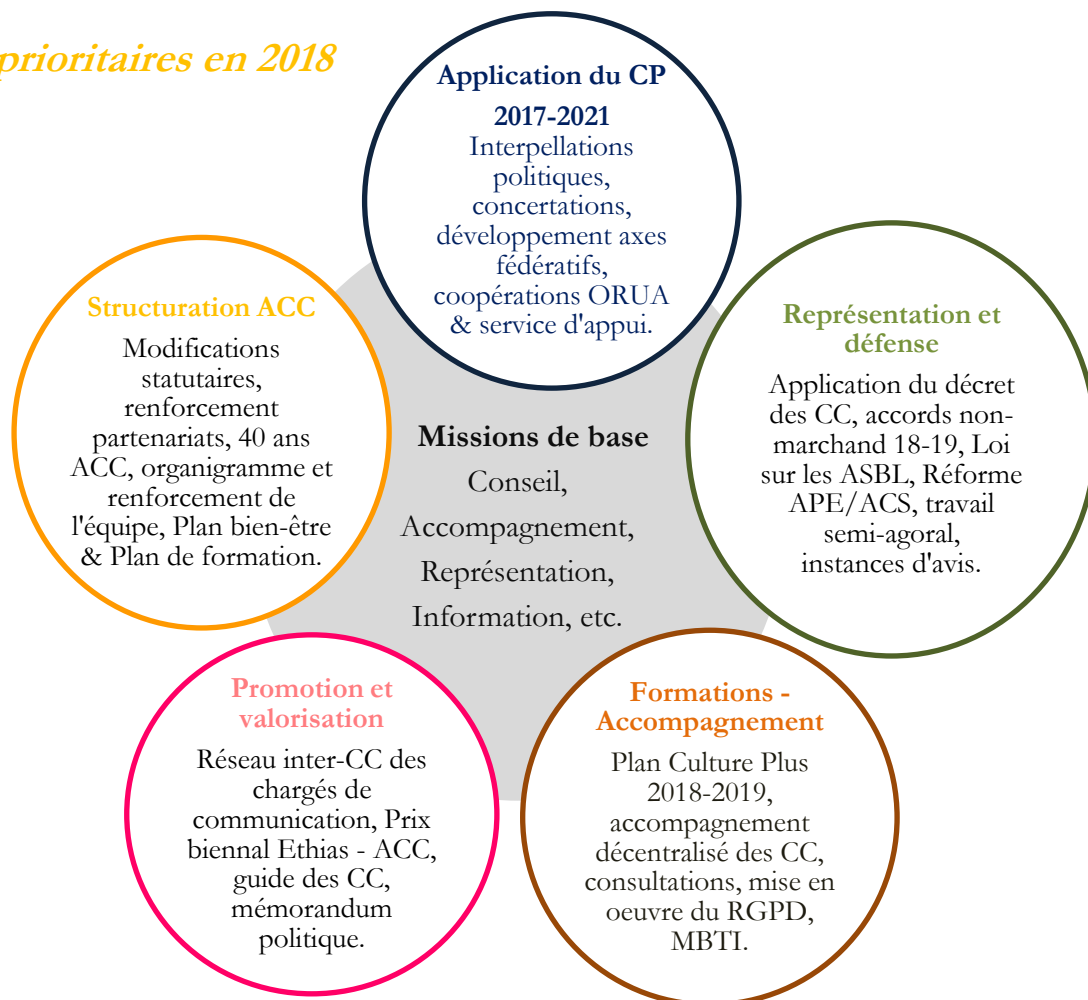 prioritaires en 2018
Application du CP
2017-2021
Interpellations
politiques,
concertations,
développement axes
fédératifs,
coopérations ORUA
& service d'appui.
Structuration ACC
Modifications
statutaires,
renforcement
partenariats, 40 ans
ACC, organigramme et
renforcement de
l'équipe, Plan bien-être
& Plan de formation.
Missions de base
Conseil,
Accompagnement,
Représentation,
Information, etc.
Représentation et
défense
Application du décret
des CC, accords non-
marchand 18-19, Loi
sur les ASBL, Réforme
APE/ACS, travail
semi-agoral,
instances d'avis.
Promotion et
valorisation
Réseau inter-CC des
chargés de
communication, Prix
biennal Ethias - ACC,
guide des CC,
mémorandum
politique.
Formations -
Accompagnement
Plan Culture Plus
2018-2019,
accompagnement
décentralisé des CC,
consultations, mise en
oeuvre du RGPD,
MBTI.